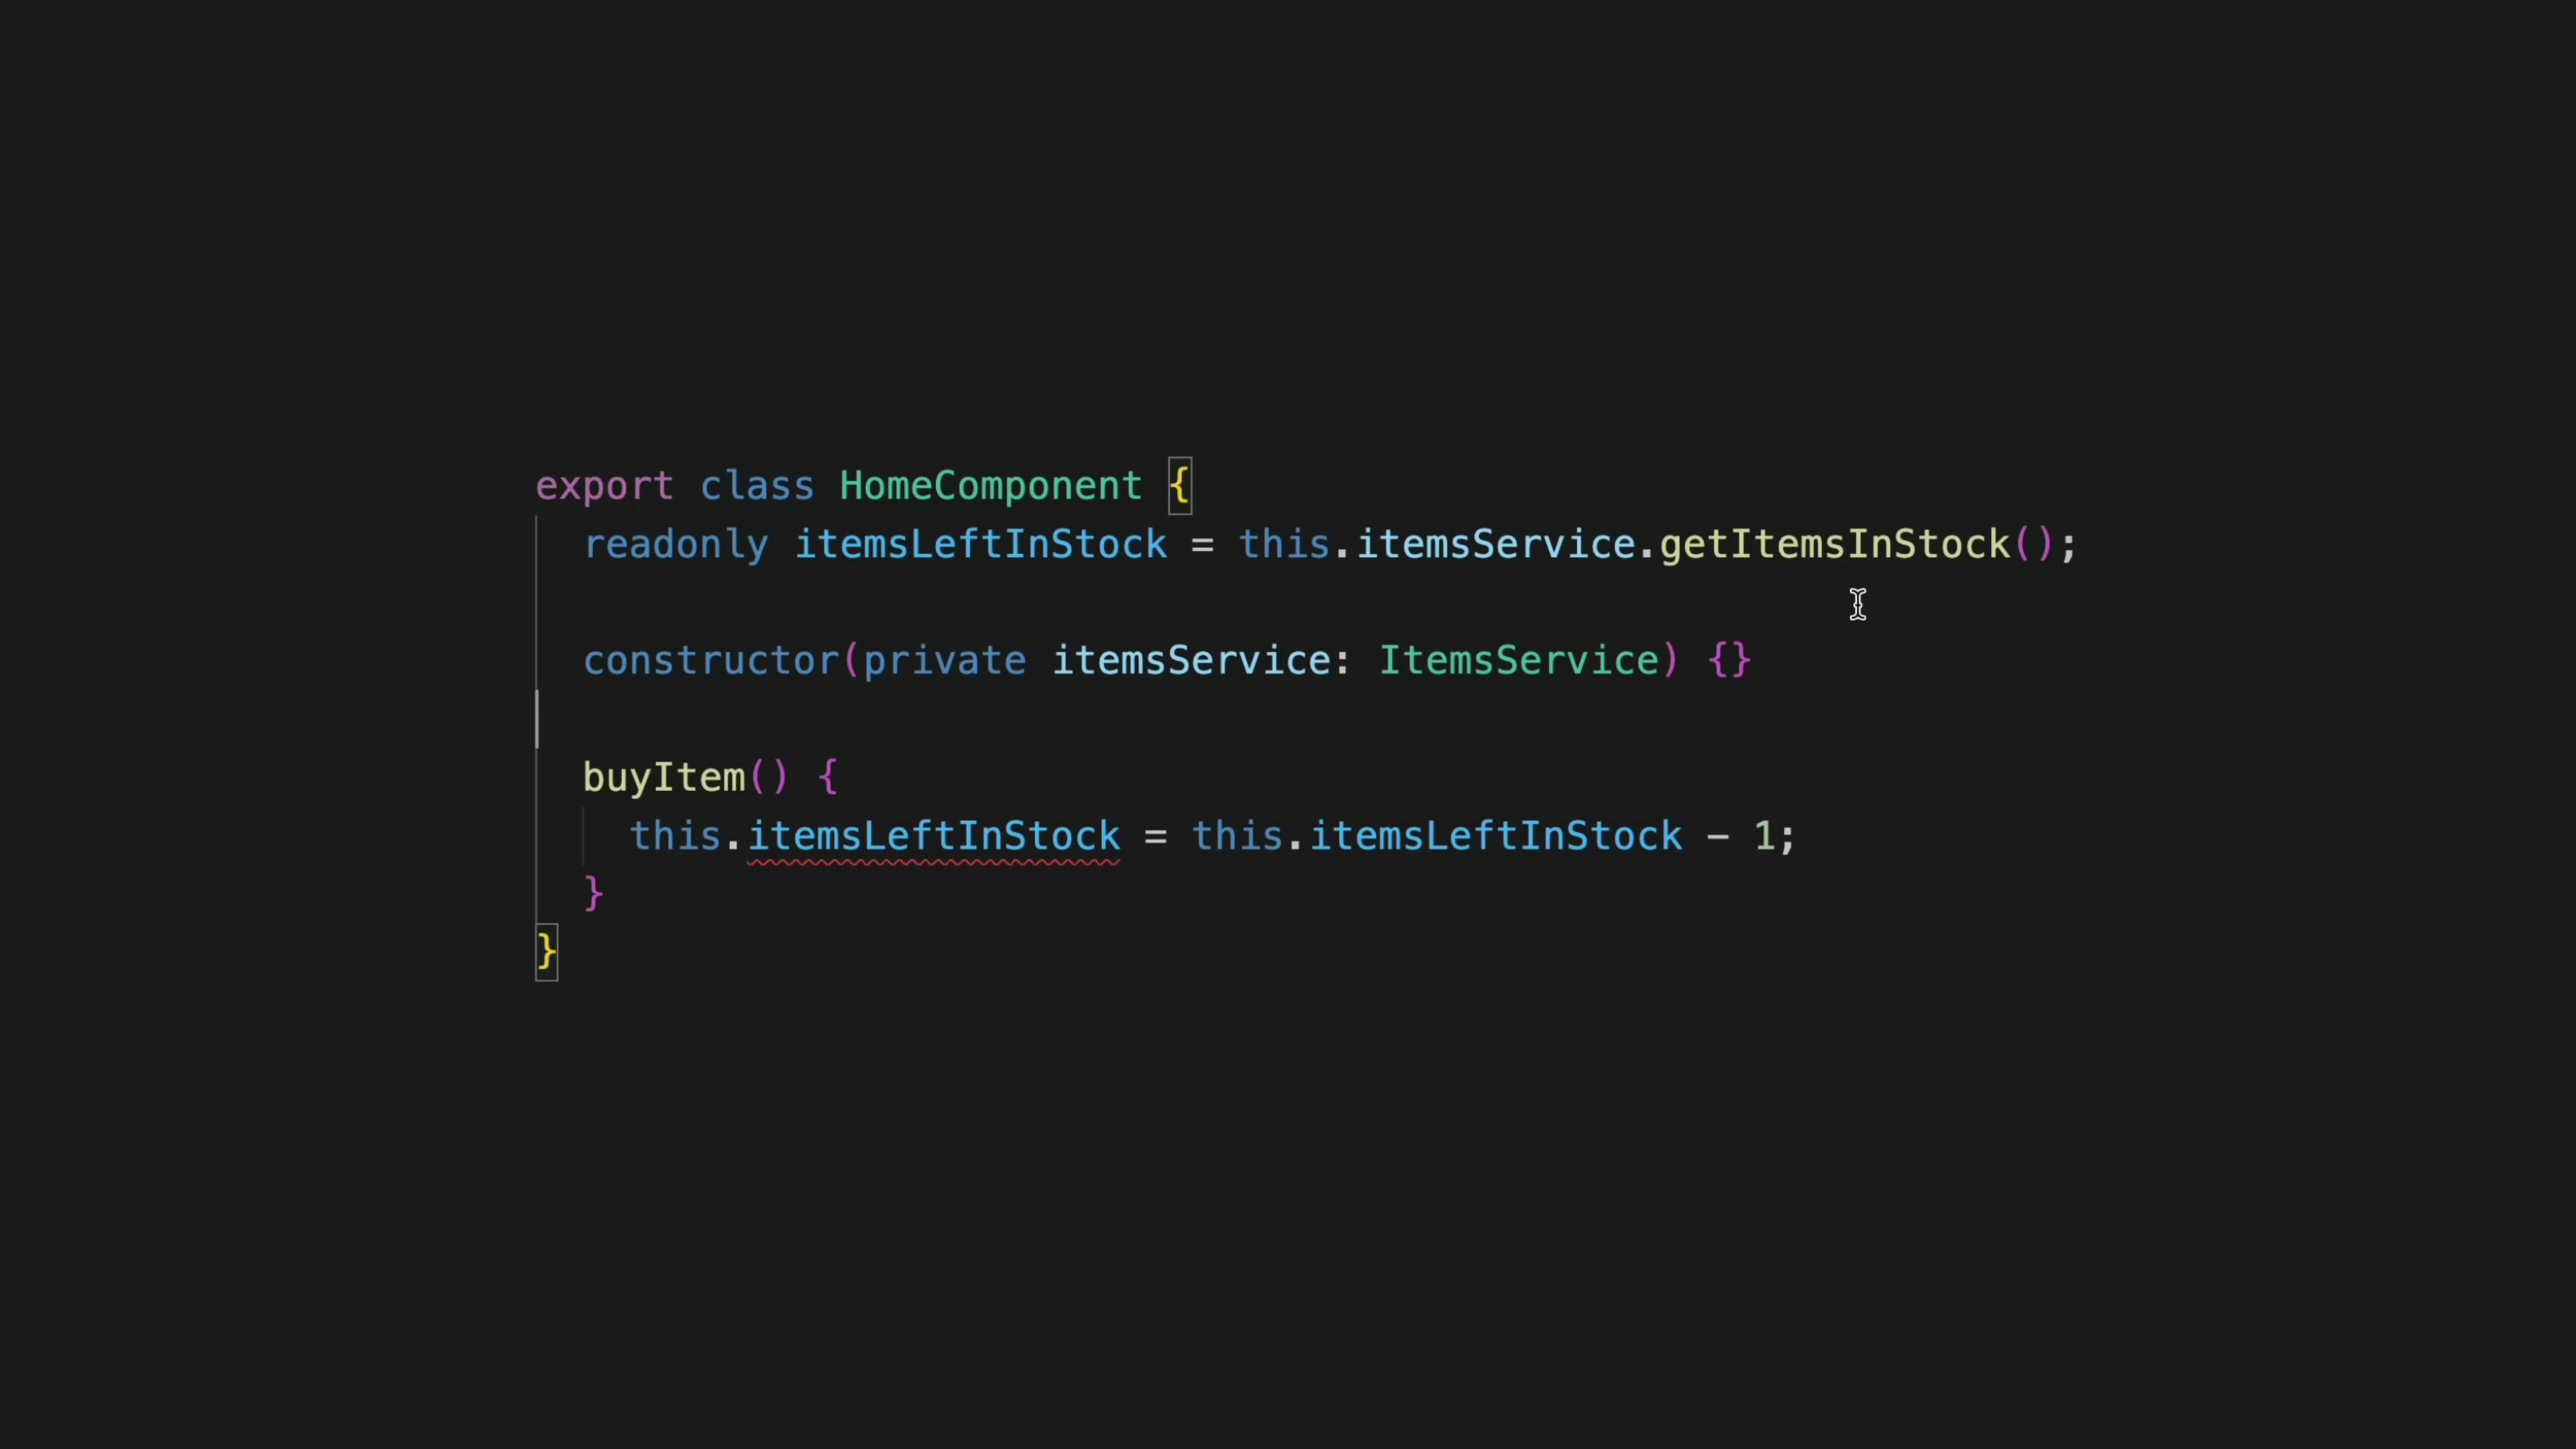 export class HomeComponent {
  readonly itemsLeftInStock = this.itemsService.getItemsInStock();
  constructor(private itemsService: ItemsService) {}
  buyItem() {
    this.itemsLeftInStock = this.itemsLeftInStock - 1;
  }
}